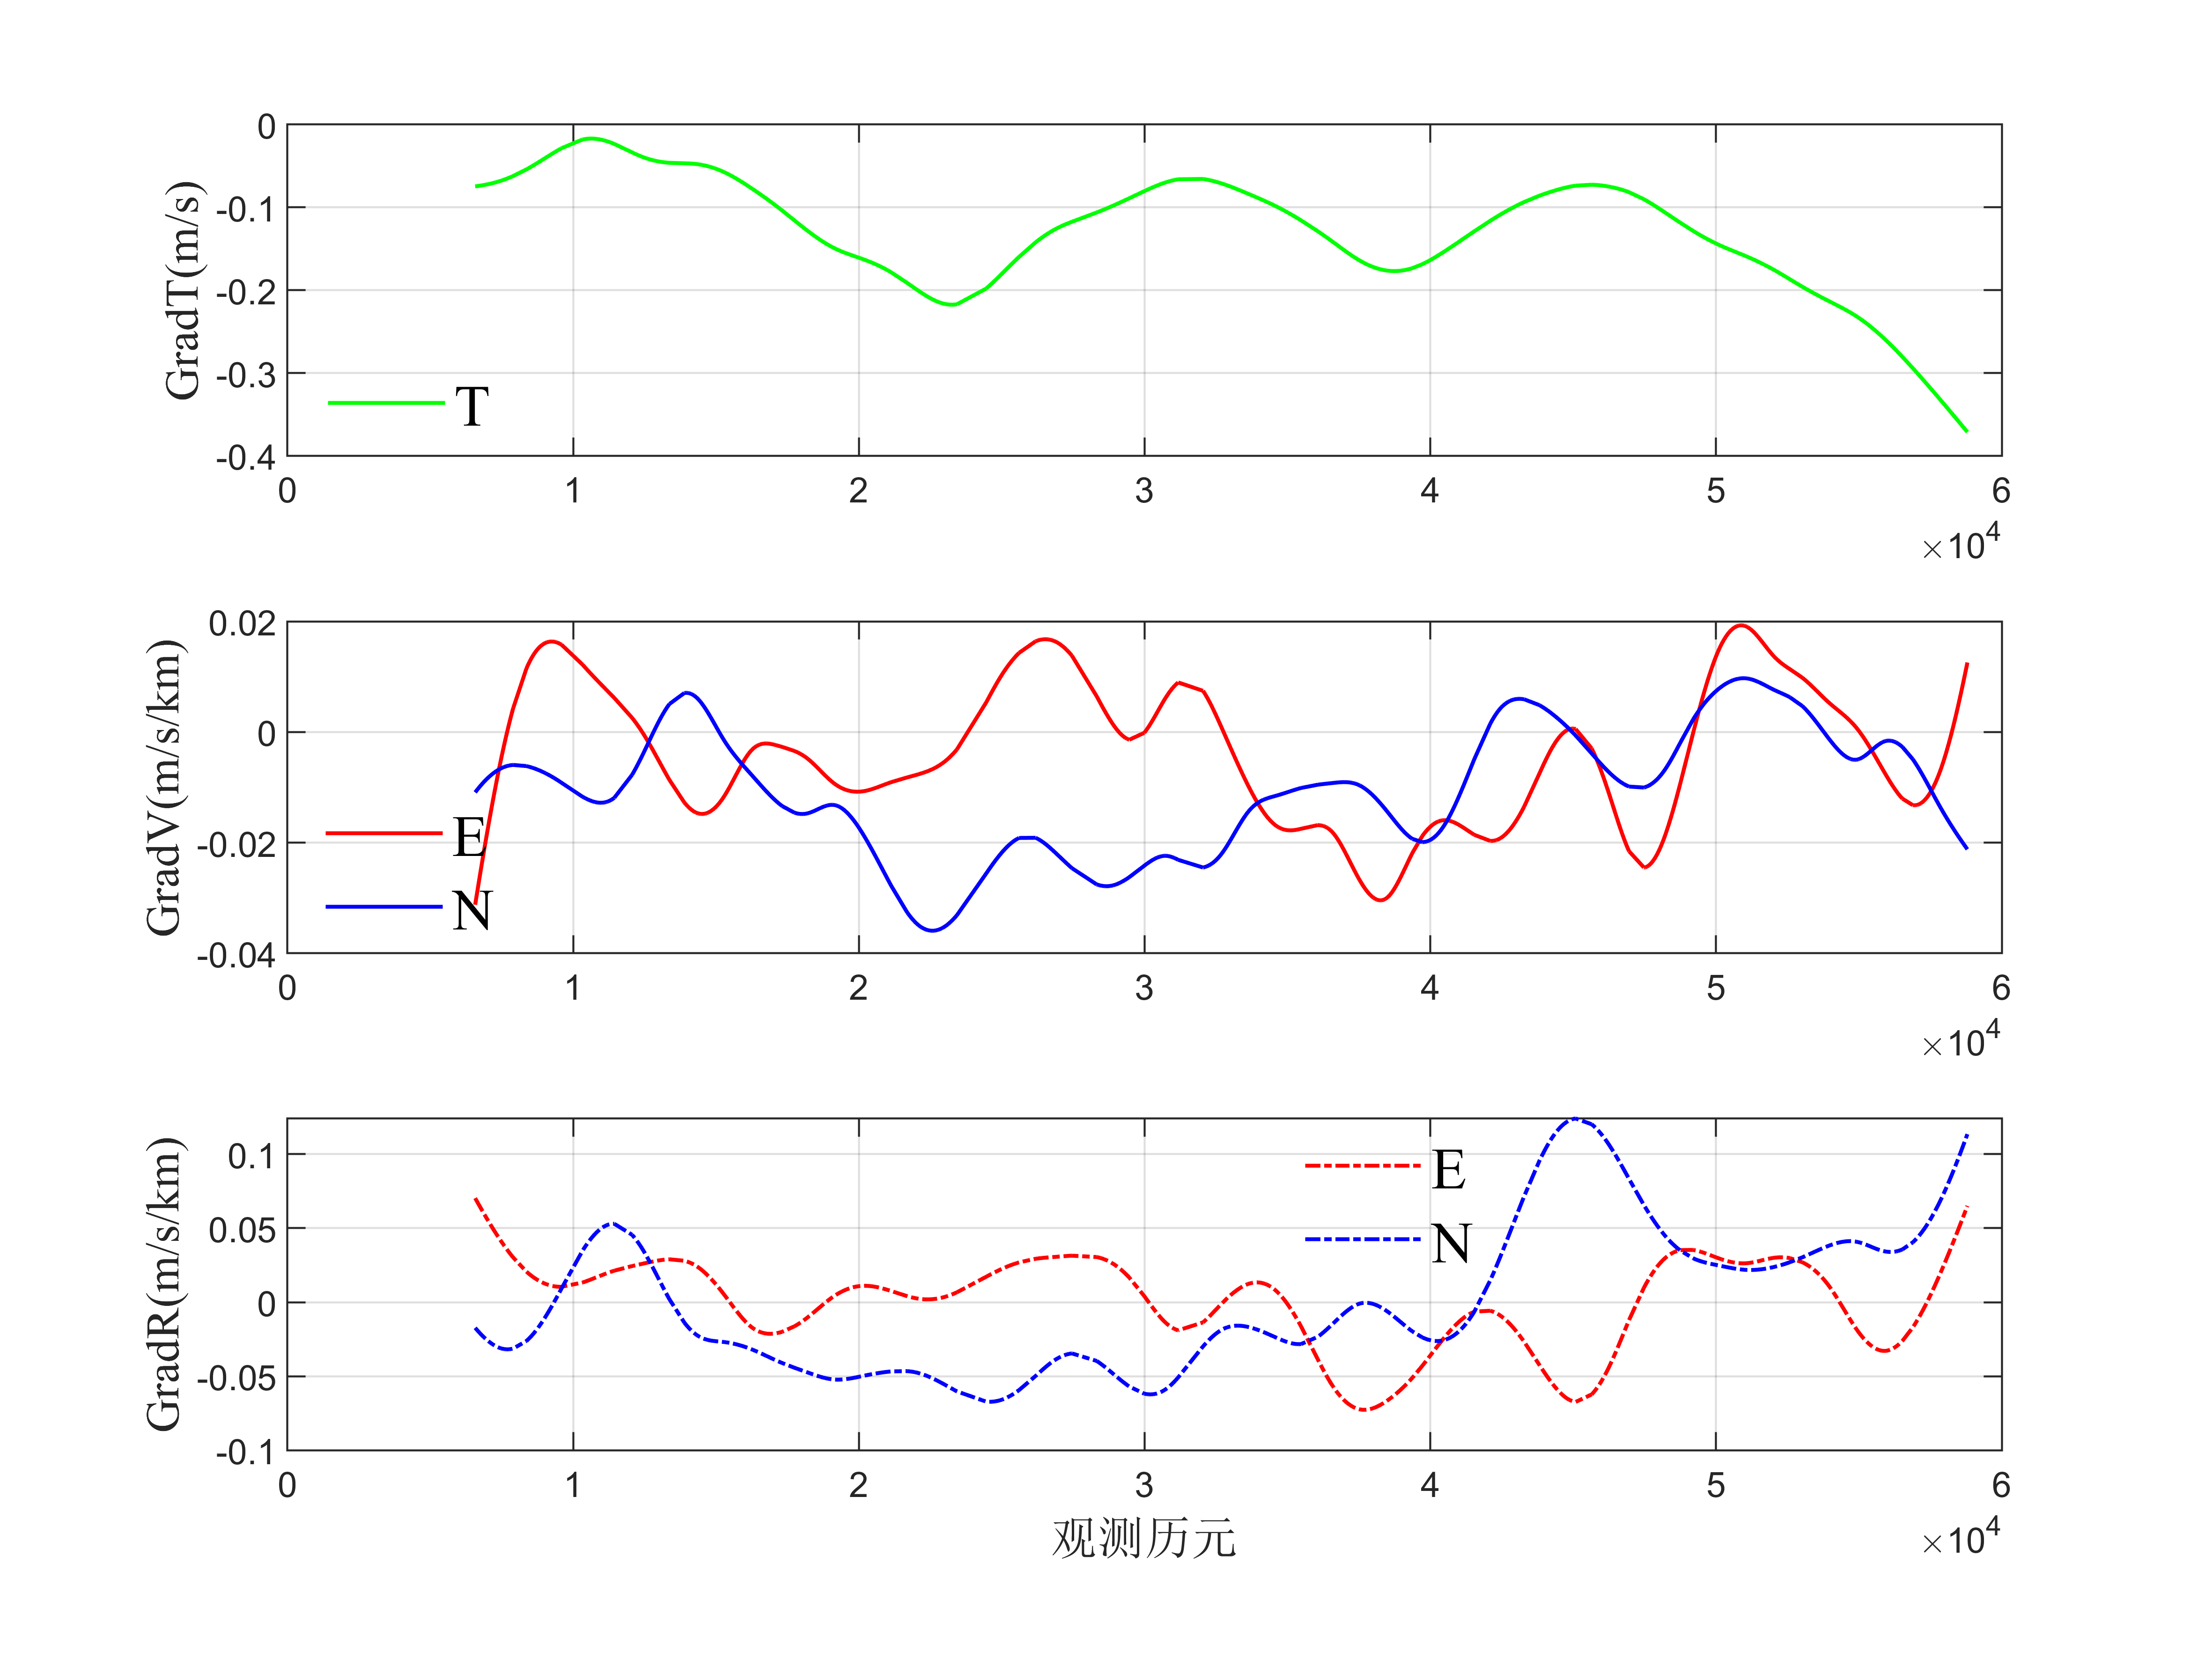 GradT(m/s)
0
-0.1
-0.2
-0.3
-0.4
T
0 1 2 3 4 5 6
×10⁴
GradV(m/s/km)
0.02
0
-0.02
-0.04
E
N
0 1 2 3 4 5 6
×10⁴
GradR(m/s/km)
0.1
0.05
0
-0.05
-0.1
E
N
0 1 2 3 4 5 6
×10⁴
观测历元